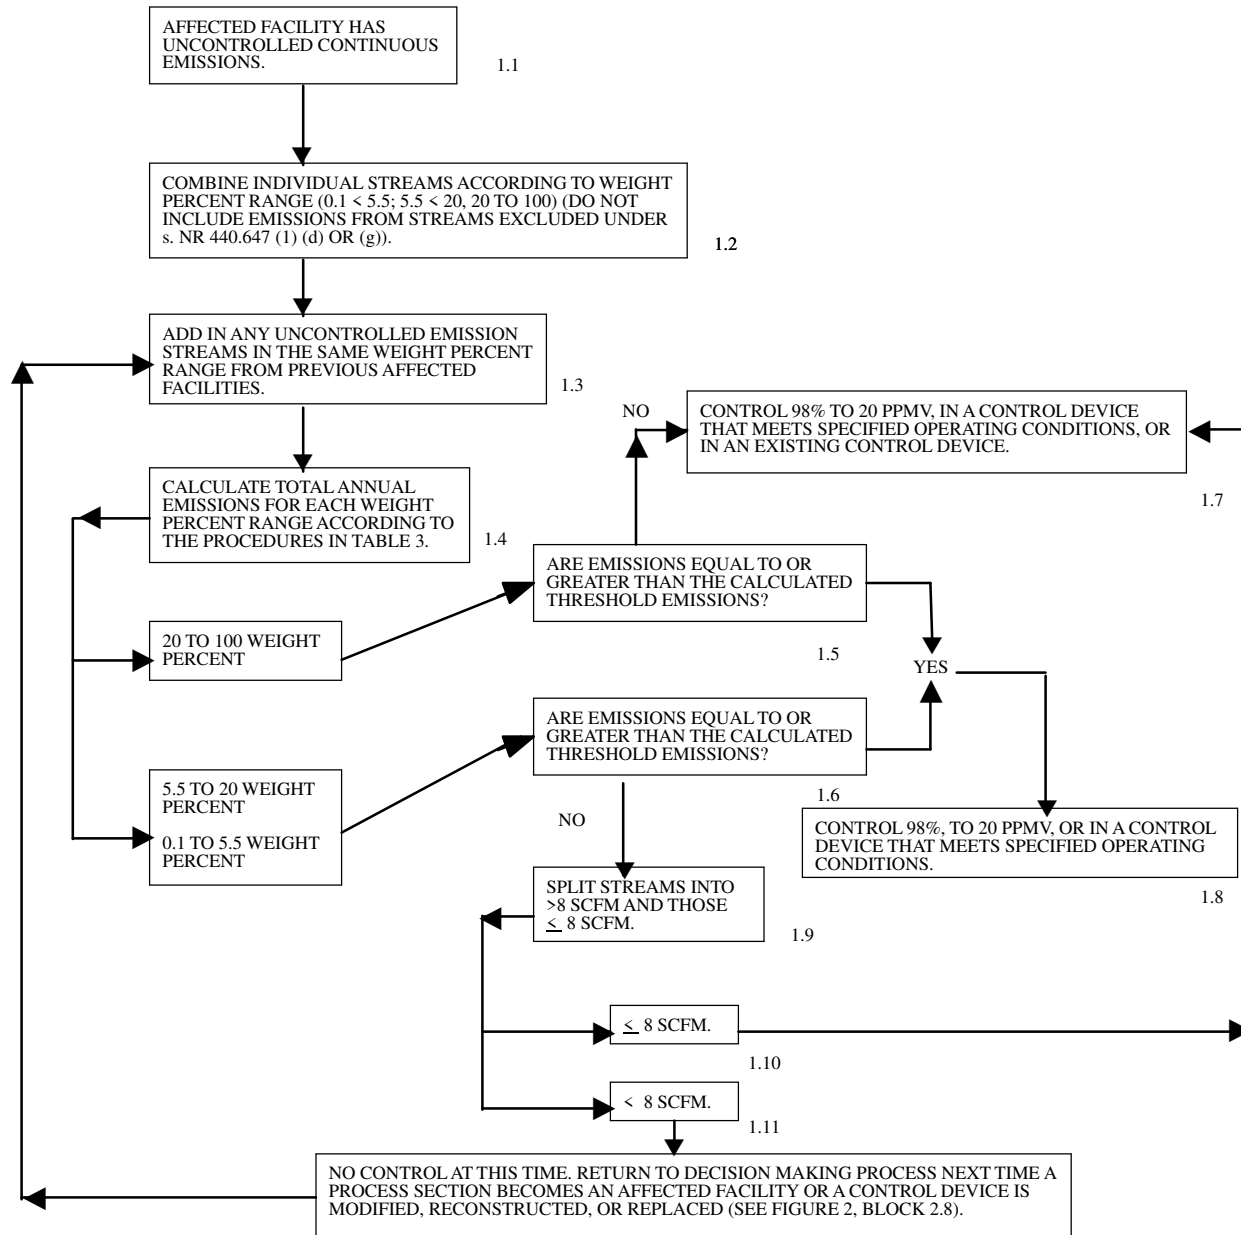 AFFECTED FACILITY HAS
UNCONTROLLED CONTINUOUS
EMISSIONS.
1.1
COMBINE INDIVIDUAL STREAMS ACCORDING TO WEIGHT
PERCENT RANGE (0.1 < 5.5; 5.5 < 20, 20 TO 100) (DO NOT
INCLUDE EMISSIONS FROM STREAMS EXCLUDED UNDER
s. NR 440.647 (1) (d) OR (g)).
1.2
ADD IN ANY UNCONTROLLED EMISSION
STREAMS IN THE SAME WEIGHT PERCENT
RANGE FROM PREVIOUS AFFECTED
FACILITIES.
1.3
NO
CONTROL 98% TO 20 PPMV, IN A CONTROL DEVICE
THAT MEETS SPECIFIED OPERATING CONDITIONS, OR
IN AN EXISTING CONTROL DEVICE.
1.7
CALCULATE TOTAL ANNUAL
EMISSIONS FOR EACH WEIGHT
PERCENT RANGE ACCORDING TO
THE PROCEDURES IN TABLE 3.
1.4
ARE EMISSIONS EQUAL TO OR
GREATER THAN THE CALCULATED
THRESHOLD EMISSIONS?
1.5
20 TO 100 WEIGHT
PERCENT
YES
ARE EMISSIONS EQUAL TO OR
GREATER THAN THE CALCULATED
THRESHOLD EMISSIONS?
1.6
5.5 TO 20 WEIGHT
PERCENT
0.1 TO 5.5 WEIGHT
PERCENT
NO
CONTROL 98%, TO 20 PPMV, OR IN A CONTROL
DEVICE THAT MEETS SPECIFIED OPERATING
CONDITIONS.
1.8
SPLIT STREAMS INTO
>8 SCFM AND THOSE
≤ 8 SCFM.
1.9
≤ 8 SCFM.
1.10
< 8 SCFM.
1.11
NO CONTROL AT THIS TIME. RETURN TO DECISION MAKING PROCESS NEXT TIME A
PROCESS SECTION BECOMES AN AFFECTED FACILITY OR A CONTROL DEVICE IS
MODIFIED, RECONSTRUCTED, OR REPLACED (SEE FIGURE 2, BLOCK 2.8).